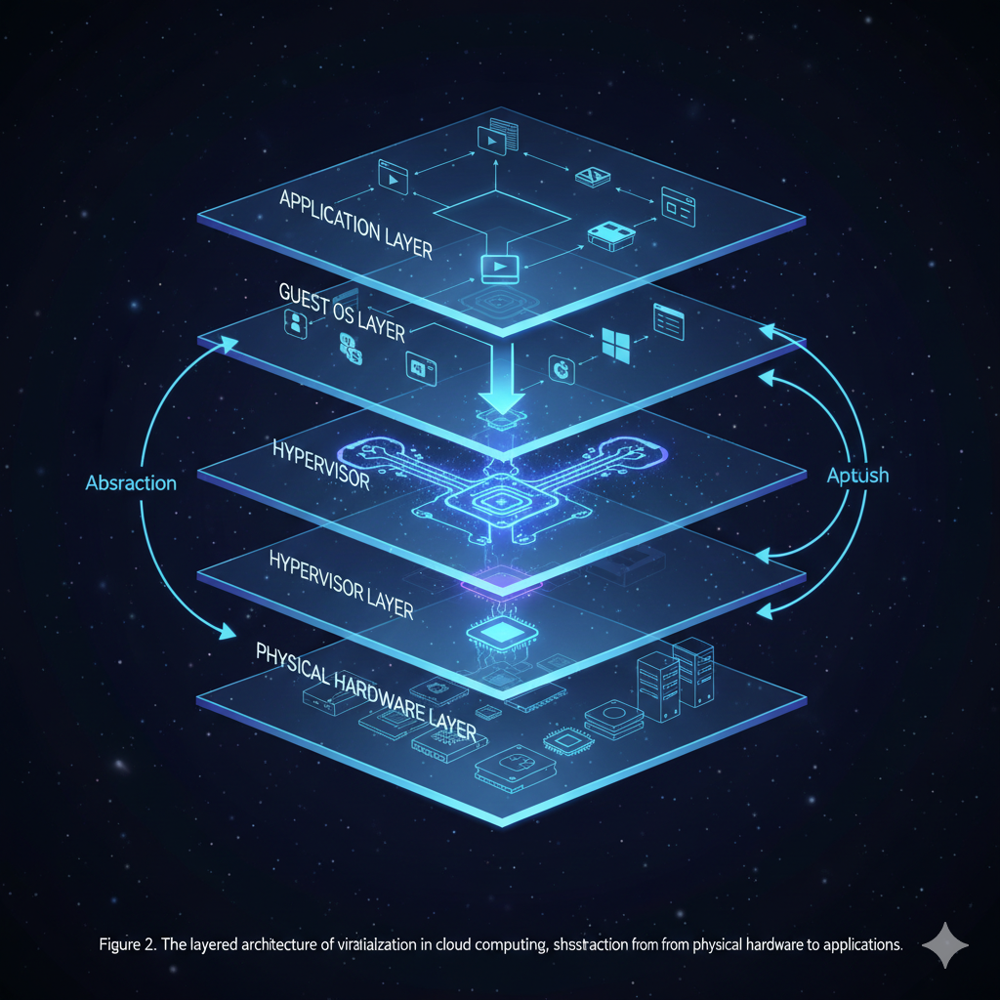 APPLICATION LAYER
GUEST OS LAYER
HYPERVISOR
Absraction
Aptush
HYPERVISOR LAYER
PHYSICAL HARDWARE LAYER
Figure 2. The layered architecture of viratialzation in cloud computing, shsstraction from from physical hardware to applications.